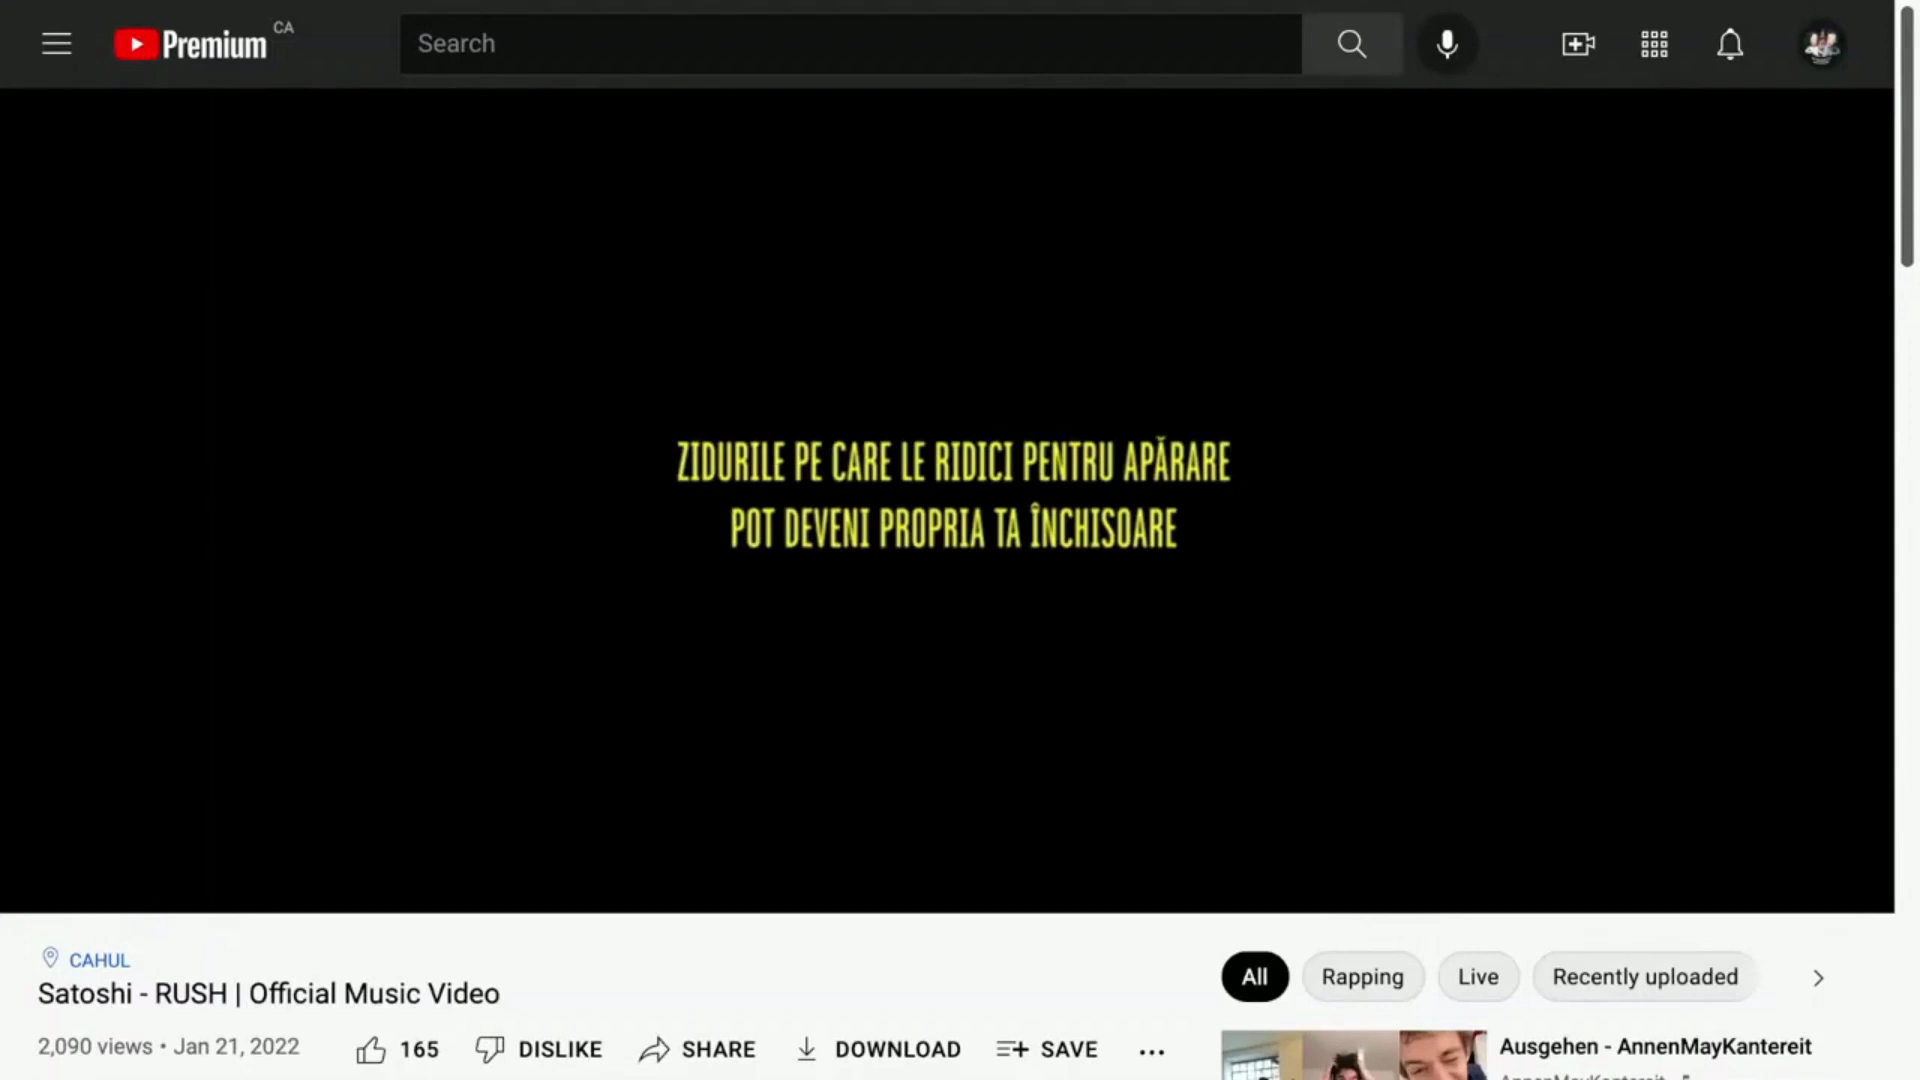 Premium CA
Search
ZIDURILE PE CARE LE RIDICI PENTRU APĂRARE
POT DEVENI PROPRIA TA ÎNCHISOARE
CAHUL
Satoshi - RUSH | Official Music Video
2,090 views • Jan 21, 2022
165
DISLIKE
SHARE
DOWNLOAD
SAVE
All
Rapping
Live
Recently uploaded
Ausgehen - AnnenMayKantereit